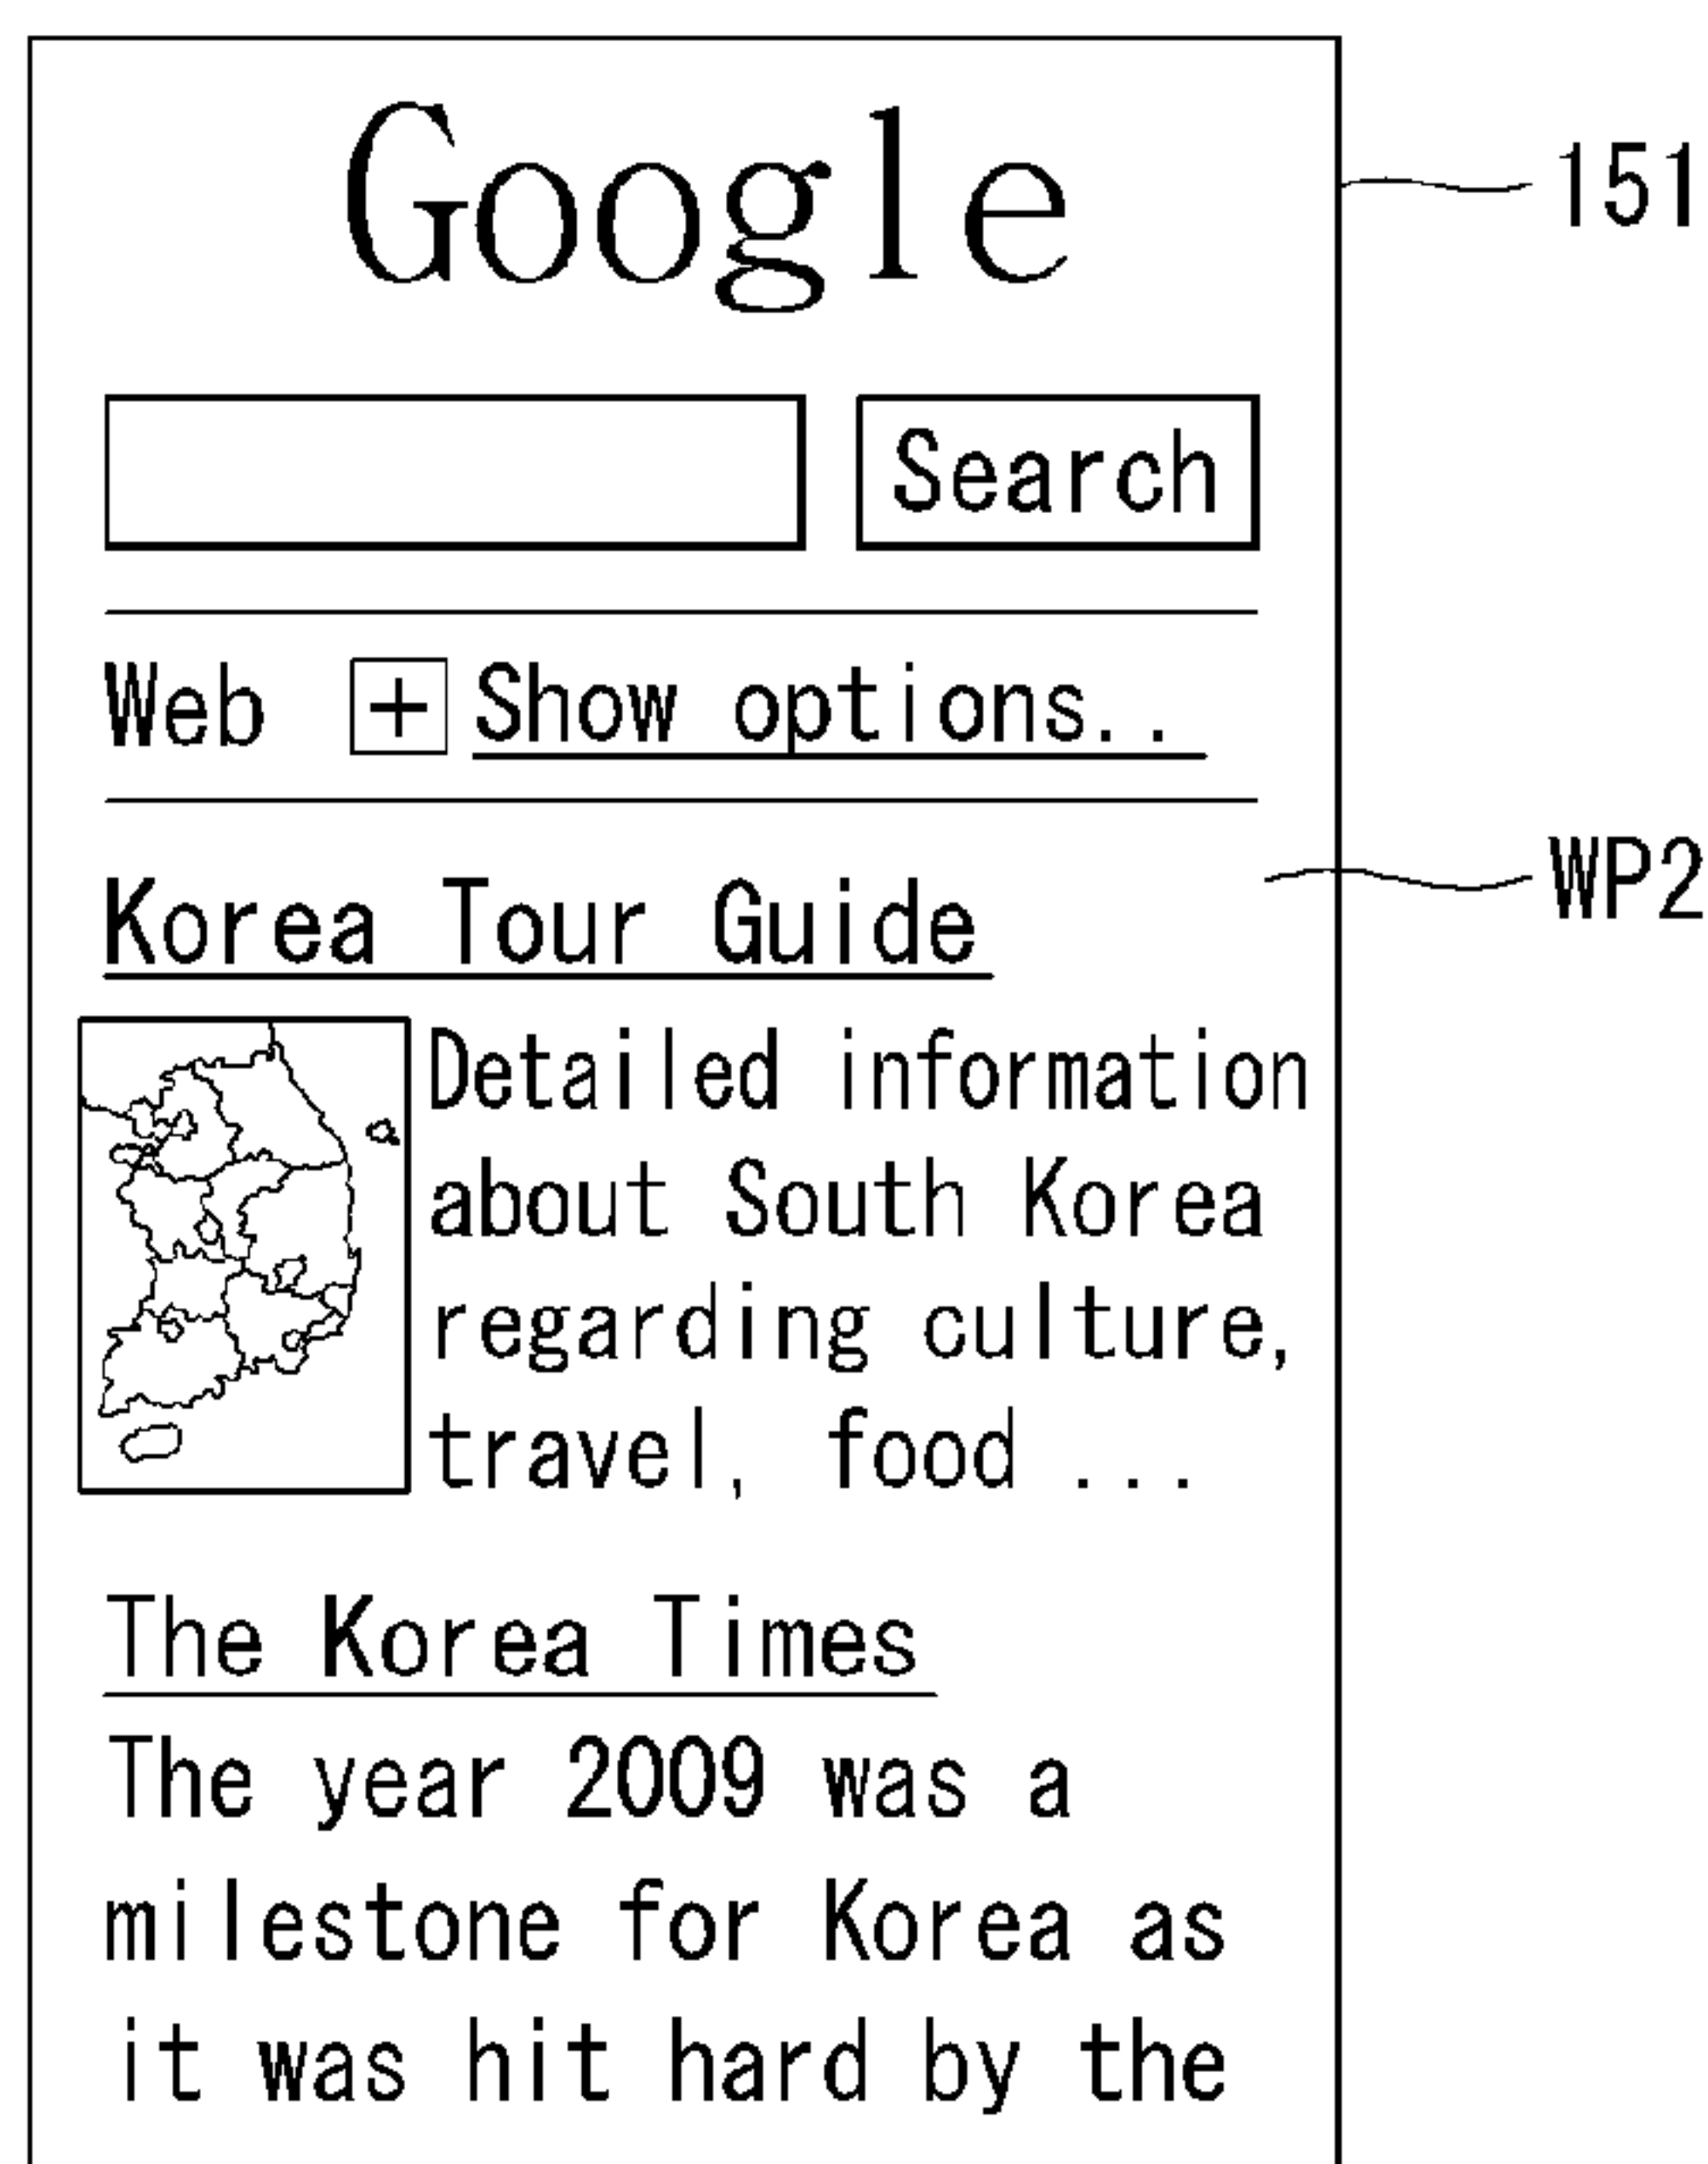 Google
151
Search
Web + Show options..
WP2
Korea Tour Guide
Detailed information
about South Korea
regarding culture,
travel, food ...
The Korea Times
The year 2009 was a
milestone for Korea as
it was hit hard by the